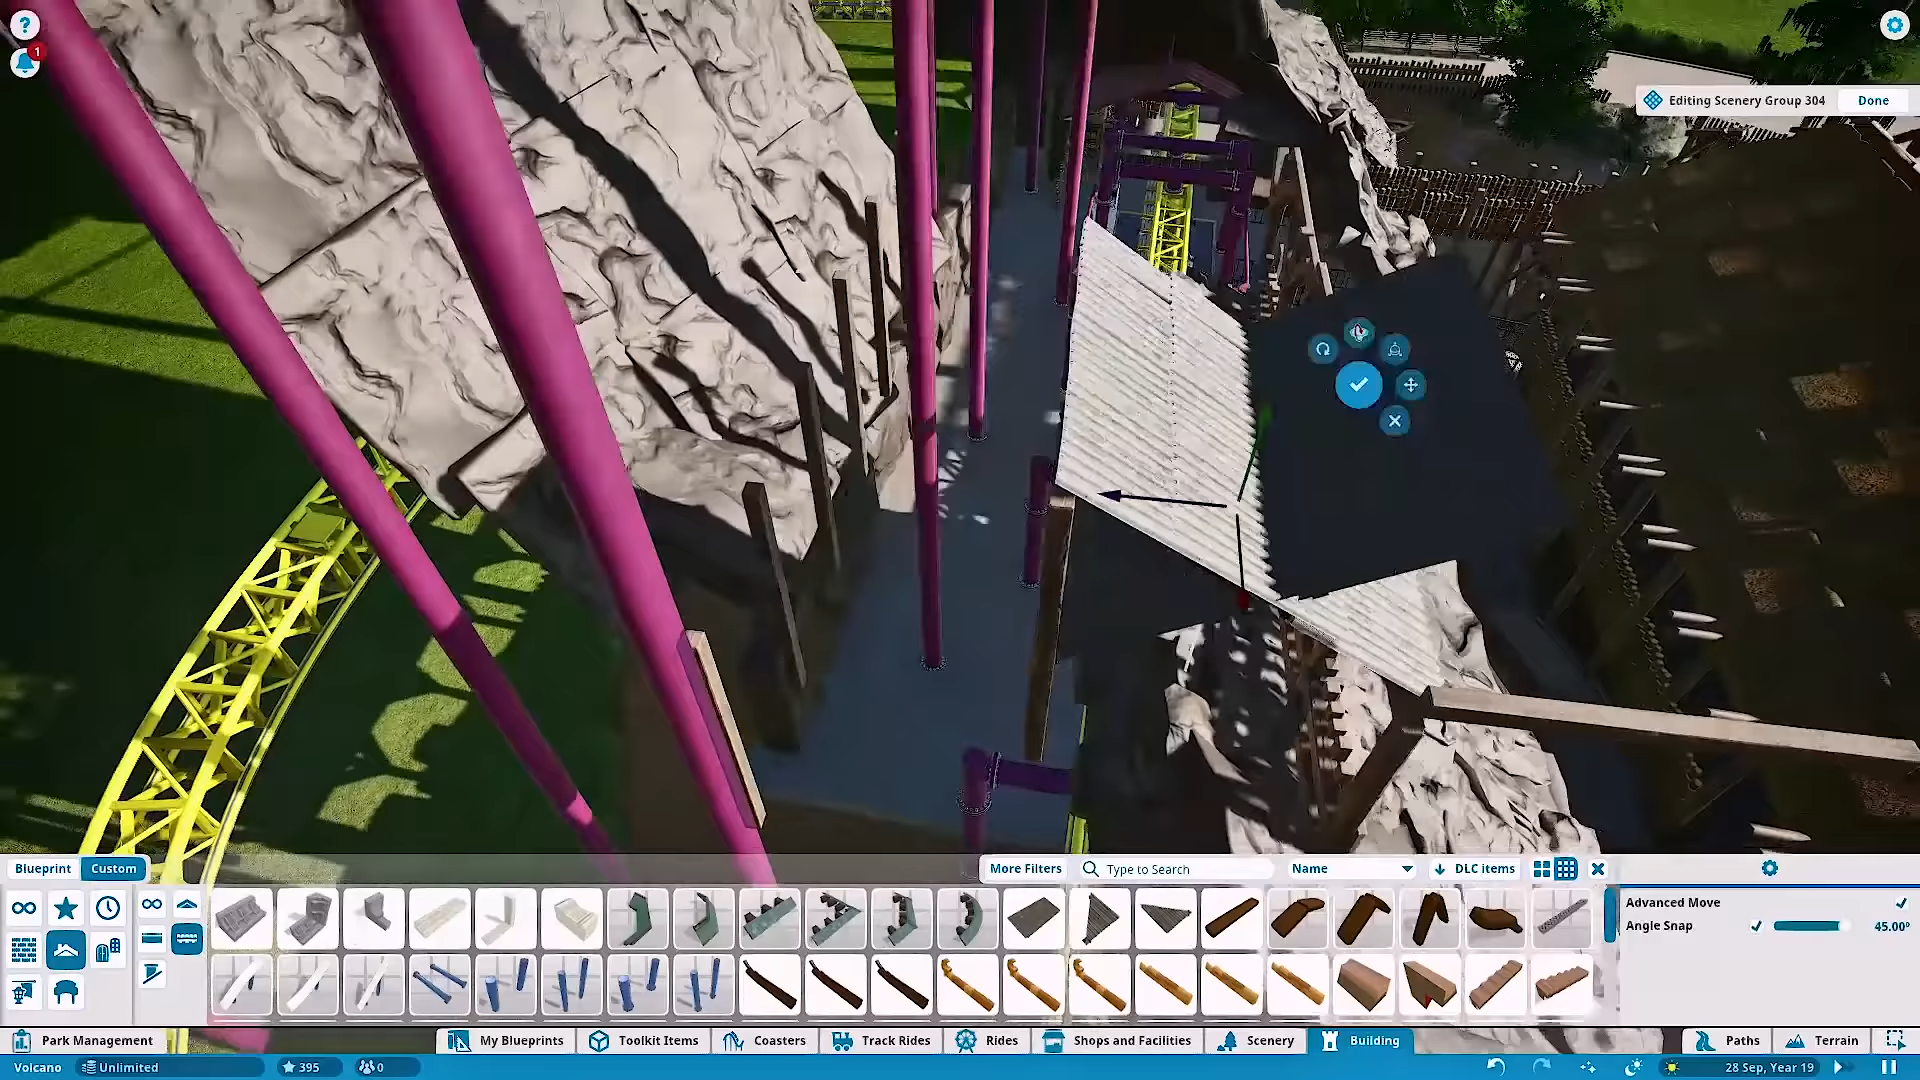 ?
1
Editing Scenery Group 304
Done
Blueprint
Custom
More Filters
Type to Search
Name
DLC items
Advanced Move
Angle Snap
45.00°
Park Management
My Blueprints
Toolkit Items
Coasters
Track Rides
Rides
Shops and Facilities
Scenery
Building
Paths
Terrain
Volcano
Unlimited
395
0
28 Sep, Year 19